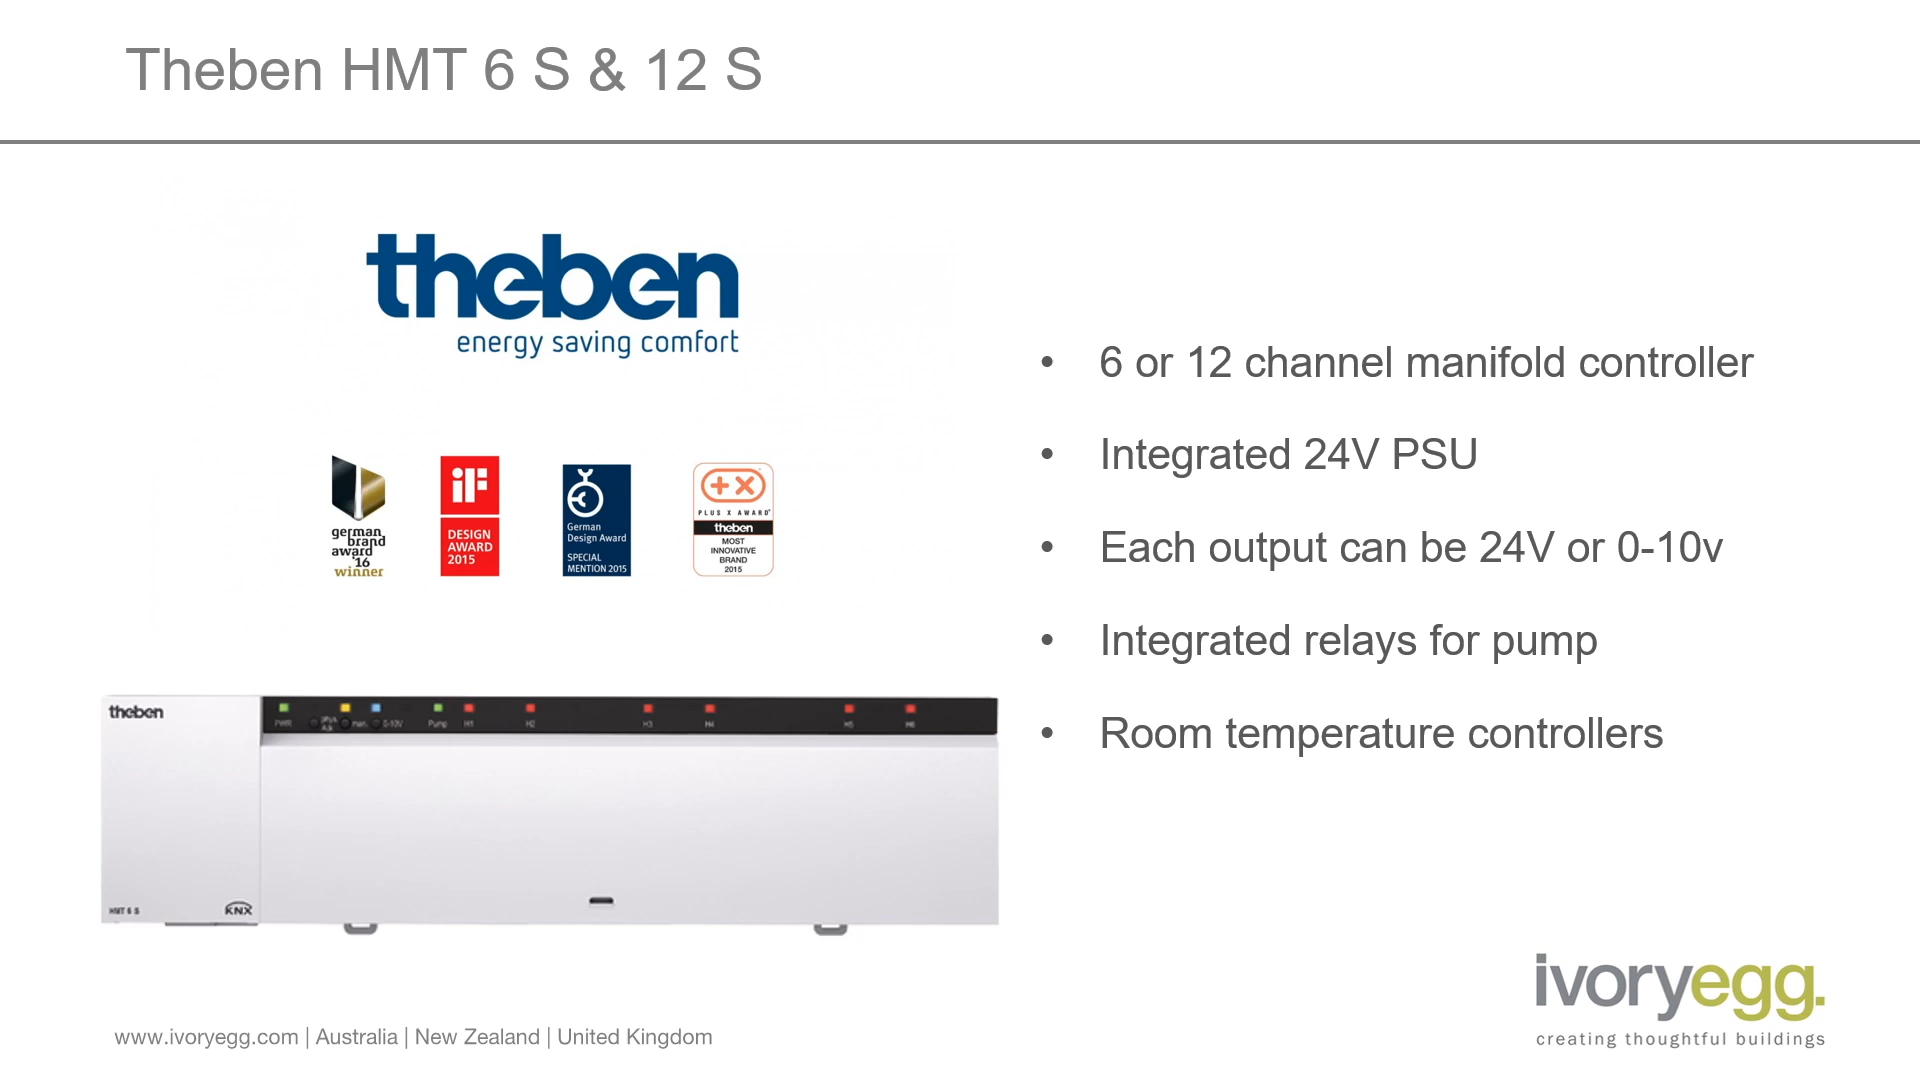 Theben HMT 6 S & 12 S
theben
energy saving comfort
german
brand
award
'16
winner
iF
DESIGN
AWARD
2015
German
Design Award
SPECIAL
MENTION 2015
PLUS X AWARD
theben
MOST
INNOVATIVE
BRAND
2015
• 6 or 12 channel manifold controller
• Integrated 24V PSU
• Each output can be 24V or 0-10v
• Integrated relays for pump
• Room temperature controllers
theben
PWR man. 0-10V Pump H1 H2 H3 H4 H5 H6
HMT 6 S
KNX
ivoryegg.
creating thoughtful buildings
www.ivoryegg.com | Australia | New Zealand | United Kingdom